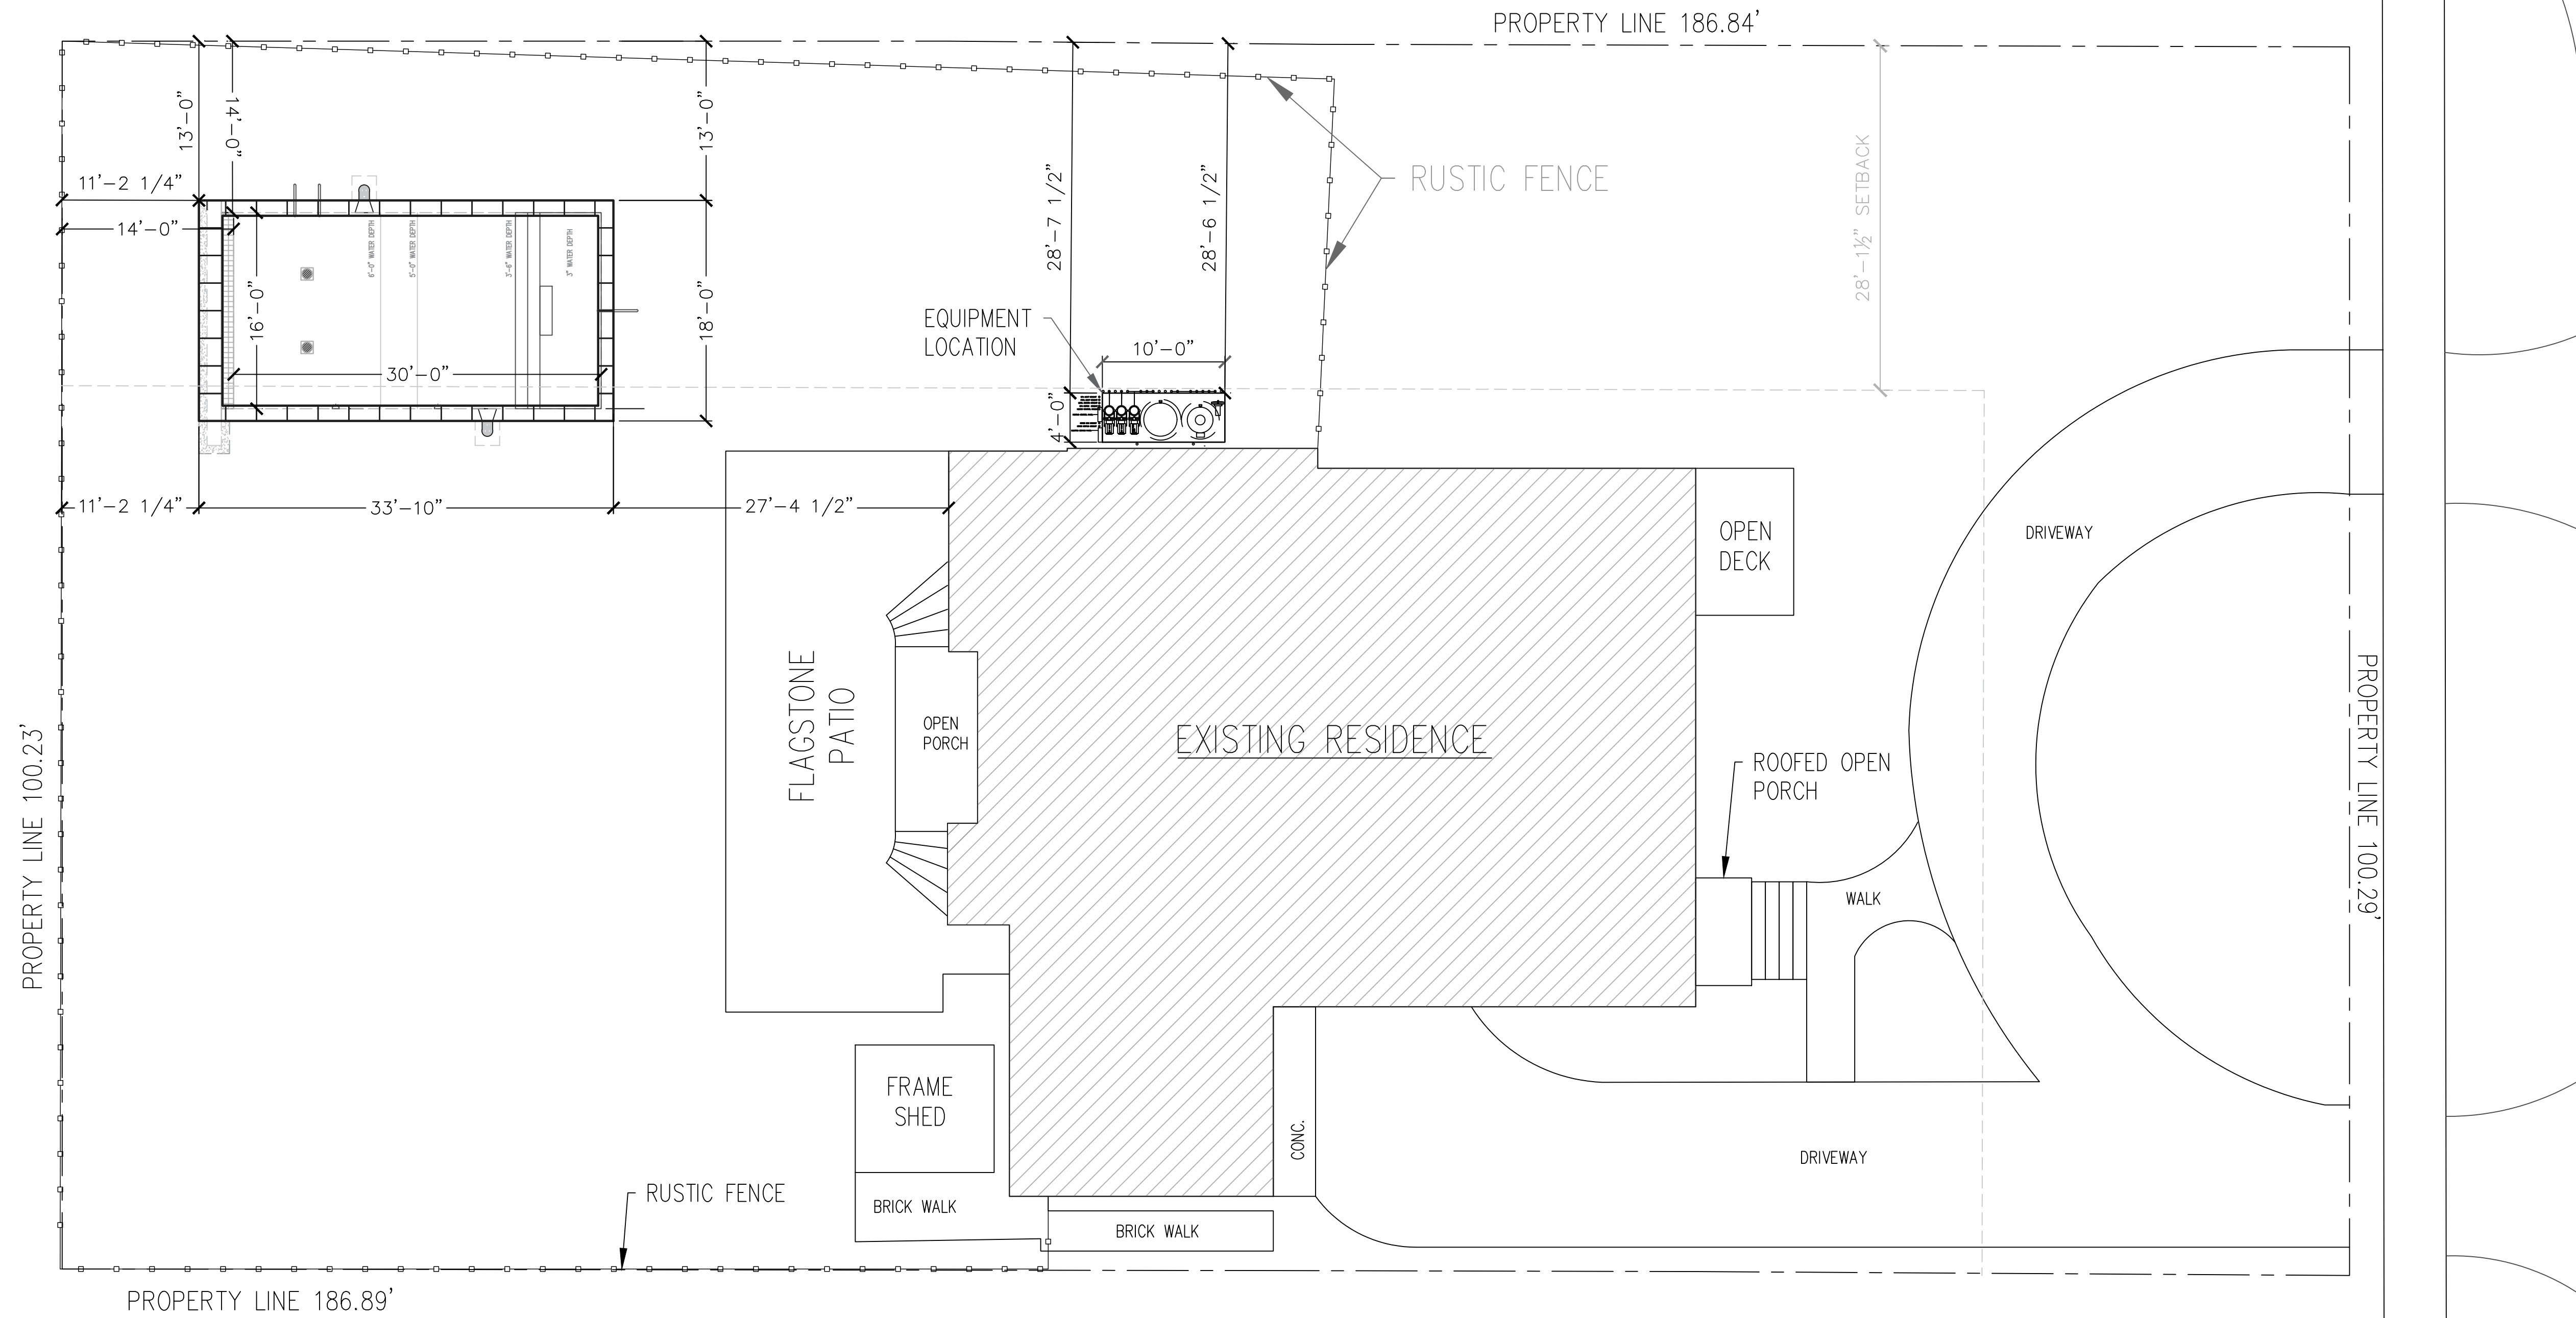 PROPERTY LINE 186.84'
13'-0"
14'-0"
13'-0"
11'-2 1/4"
14'-0"
6'-0" WATER DEPTH
5'-0" WATER DEPTH
3'-6" WATER DEPTH
3" WATER DEPTH
16'-0"
30'-0"
18'-0"
28'-7 1/2"
28'-6 1/2"
RUSTIC FENCE
28'-1½" SETBACK
EQUIPMENT
LOCATION
10'-0"
4'-0"
11'-2 1/4"
33'-10"
27'-4 1/2"
OPEN
DECK
DRIVEWAY
FLAGSTONE
PATIO
OPEN
PORCH
EXISTING RESIDENCE
ROOFED OPEN
PORCH
WALK
PROPERTY LINE 100.23'
PROPERTY LINE 100.29'
FRAME
SHED
CONC.
DRIVEWAY
RUSTIC FENCE
BRICK WALK
BRICK WALK
PROPERTY LINE 186.89'